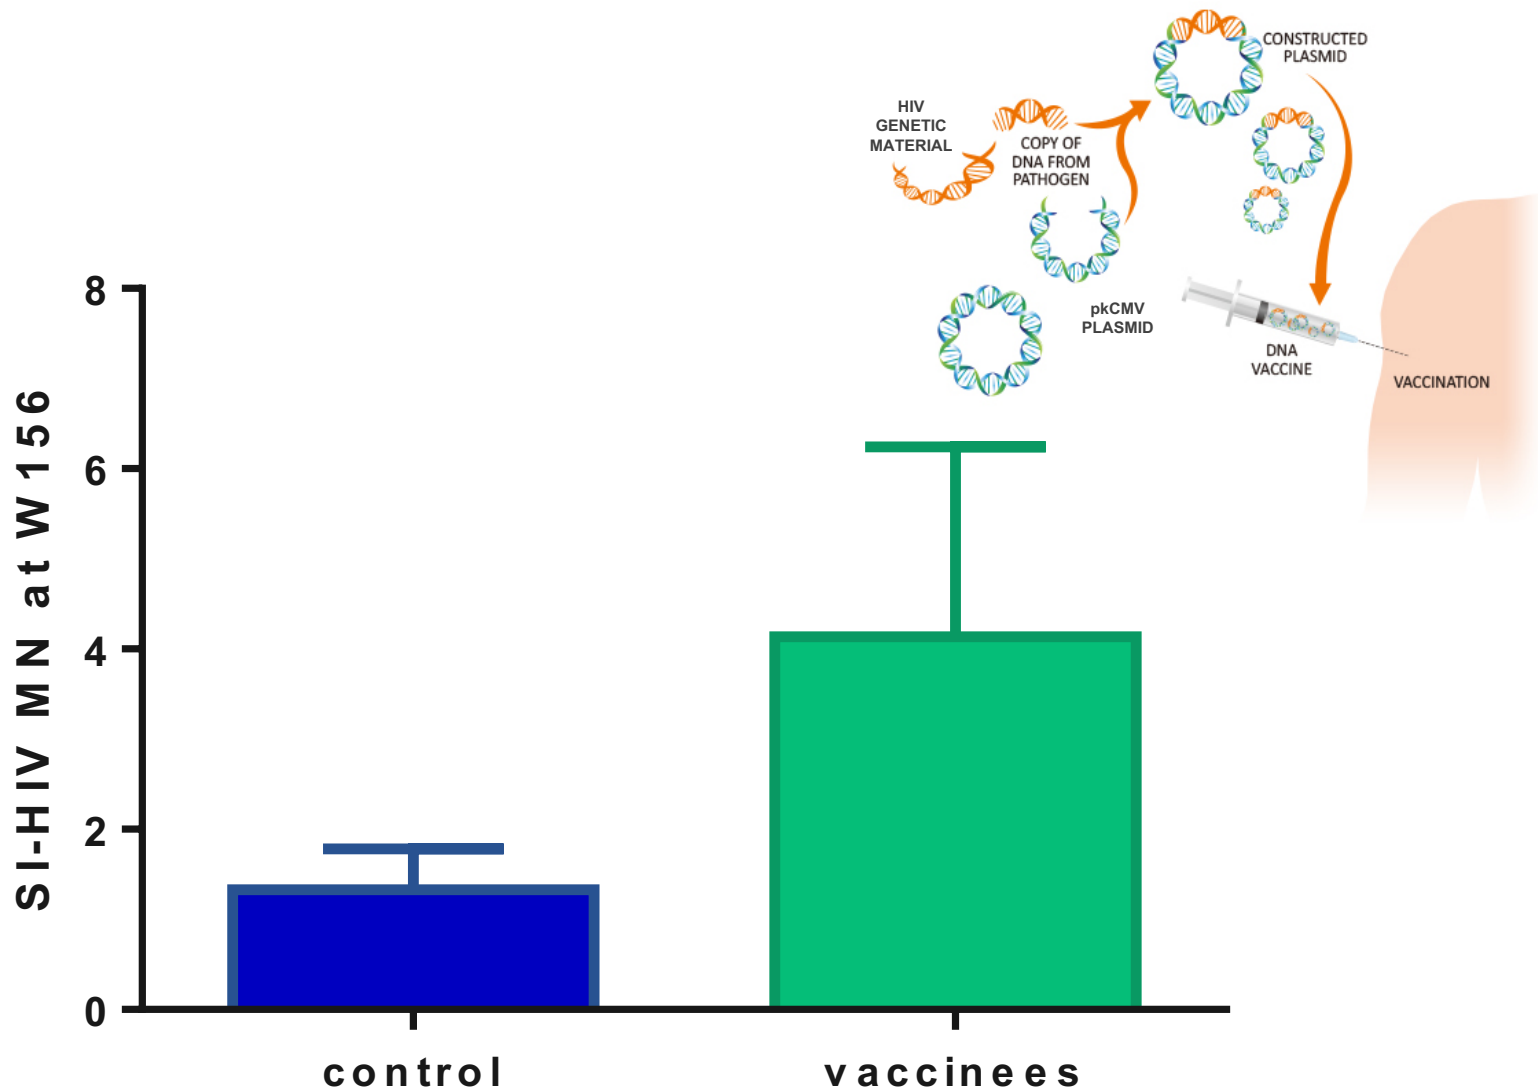 CONSTRUCTED
PLASMID
HIV
GENETIC
MATERIAL
COPY OF
DNA FROM
PATHOGEN
pkCMV
PLASMID
DNA
VACCINE
VACCINATION
SI-HIV MN at W156
8
6
4
2
0
control
vaccinees